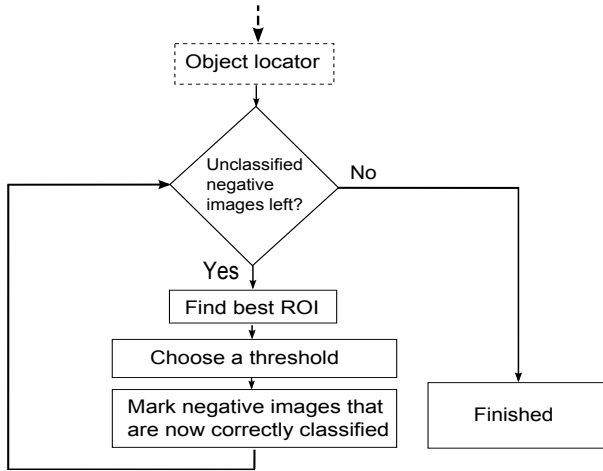 Object locator
Unclassified
negative
images left?
No
Yes
Find best ROI
Choose a threshold
Mark negative images that
are now correctly classified
Finished